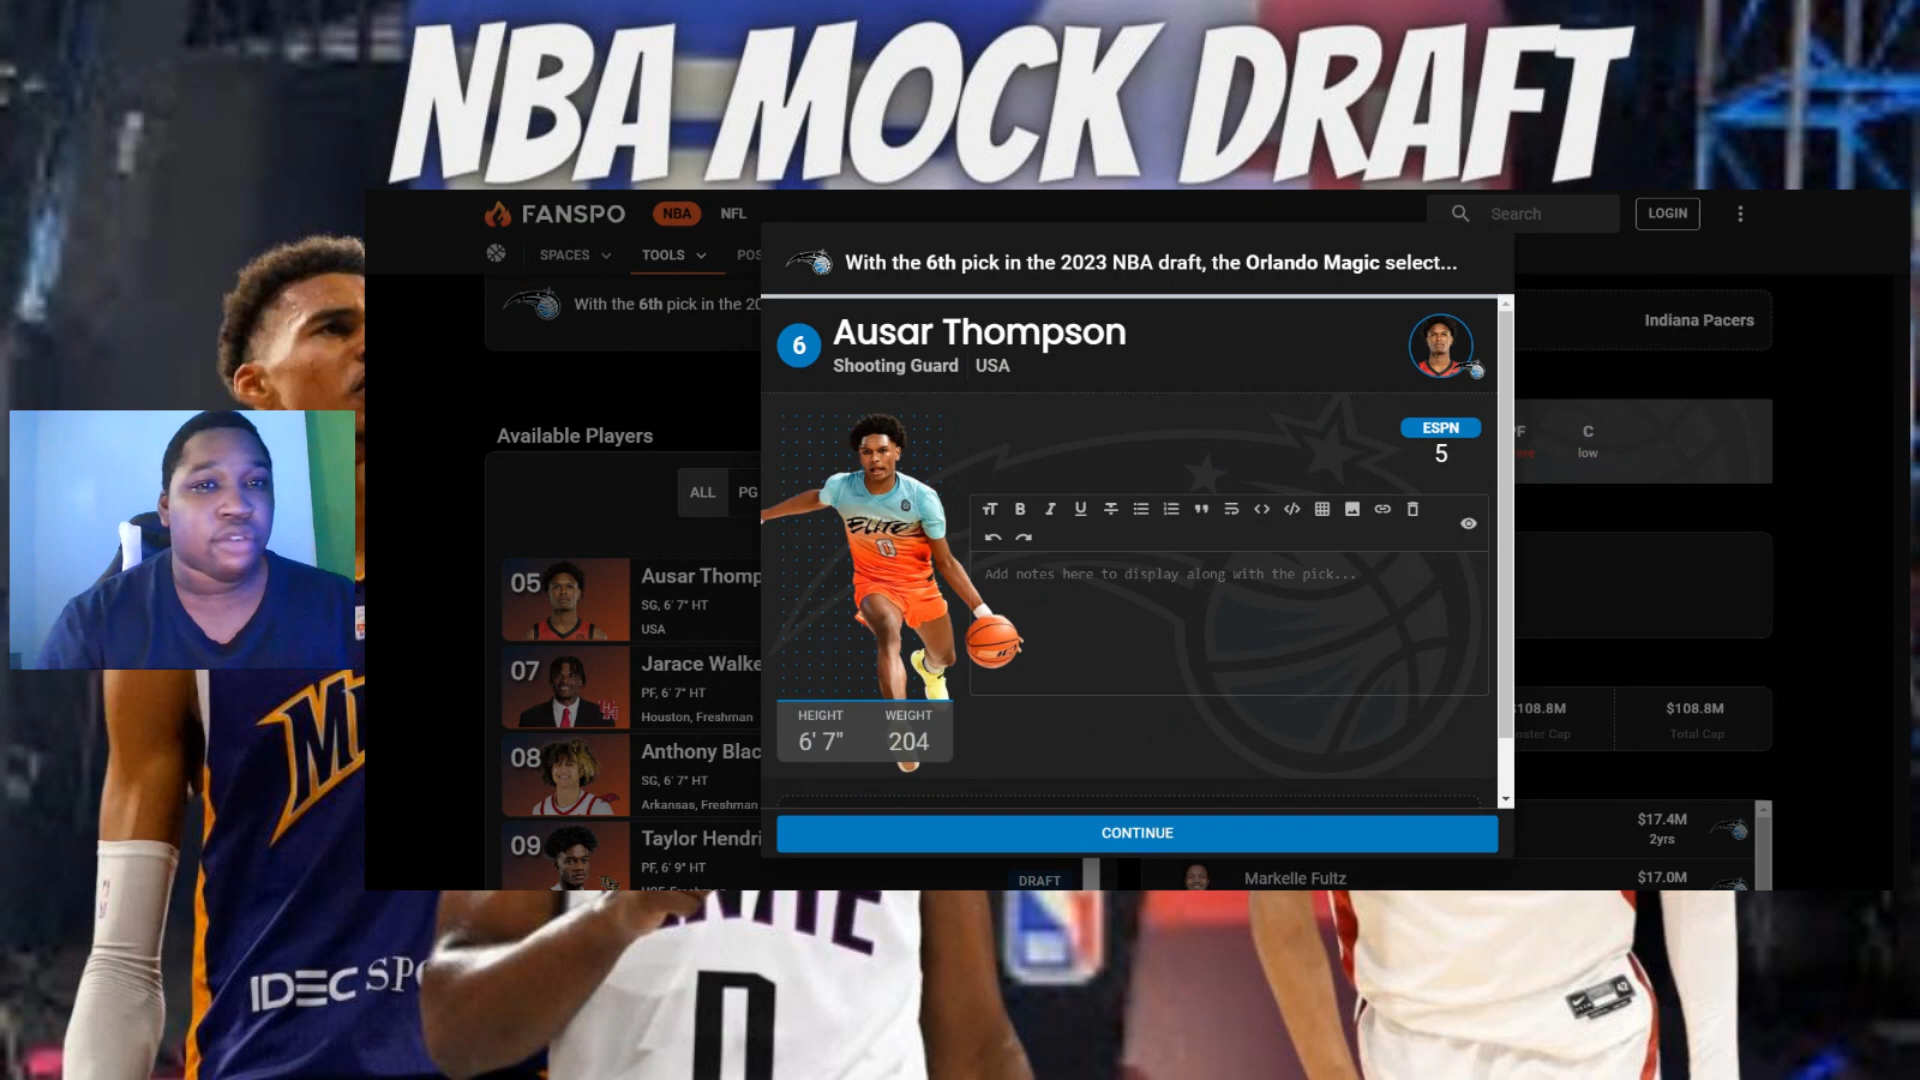 NBA MOCK DRAFT
FANSPO
NBA
NFL
Search
LOGIN
SPACES
TOOLS
With the 6th pick in the 2023 NBA draft, the Orlando Magic select...
With the 6th pick in the
Indiana Pacers
6
Ausar Thompson
Shooting Guard
USA
ESPN
5
Available Players
ALL
PG
C
low
ELITE
0
Add notes here to display along with the pick...
HEIGHT
WEIGHT
6' 7"
204
05
Ausar
SG, 6' 7" HT
USA
07
Jarace
PF, 6' 7" HT
Houston, Freshman
08
Anthony
SG, 6' 7" HT
Arkansas, Freshman
09
Taylor
PF, 6' 9" HT
$108.8M
Cap
$108.8M
Total Cap
CONTINUE
$17.4M
2yrs
DRAFT
Markelle Fultz
$17.0M
IDEC
0